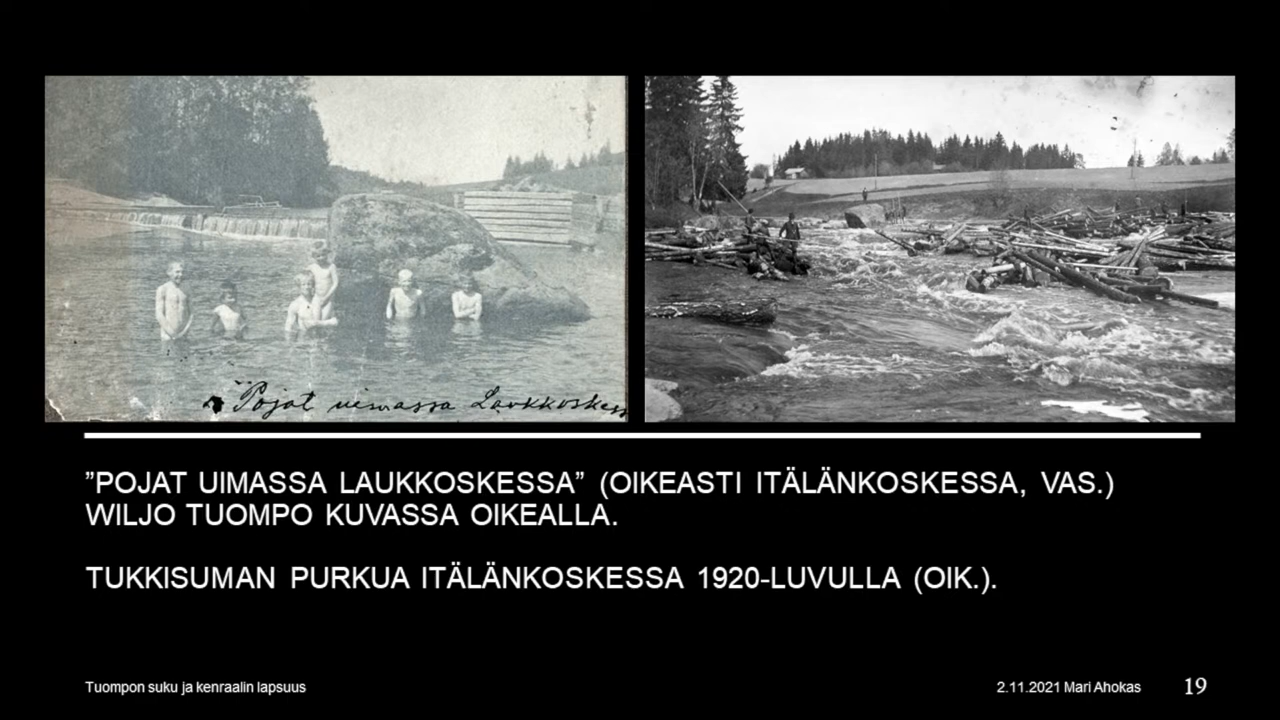 "Pojat uimassa Laukkoskess
”POJAT UIMASSA LAUKKOSKESSA” (OIKEASTI ITÄLÄNKOSKESSA, VAS.)
WILJO TUOMPO KUVASSA OIKEALLA.
TUKKISUMAN PURKUA ITÄLÄNKOSKESSA 1920-LUVULLA (OIK.).
Tuompon suku ja kenraalin lapsuus
2.11.2021 Mari Ahokas
19